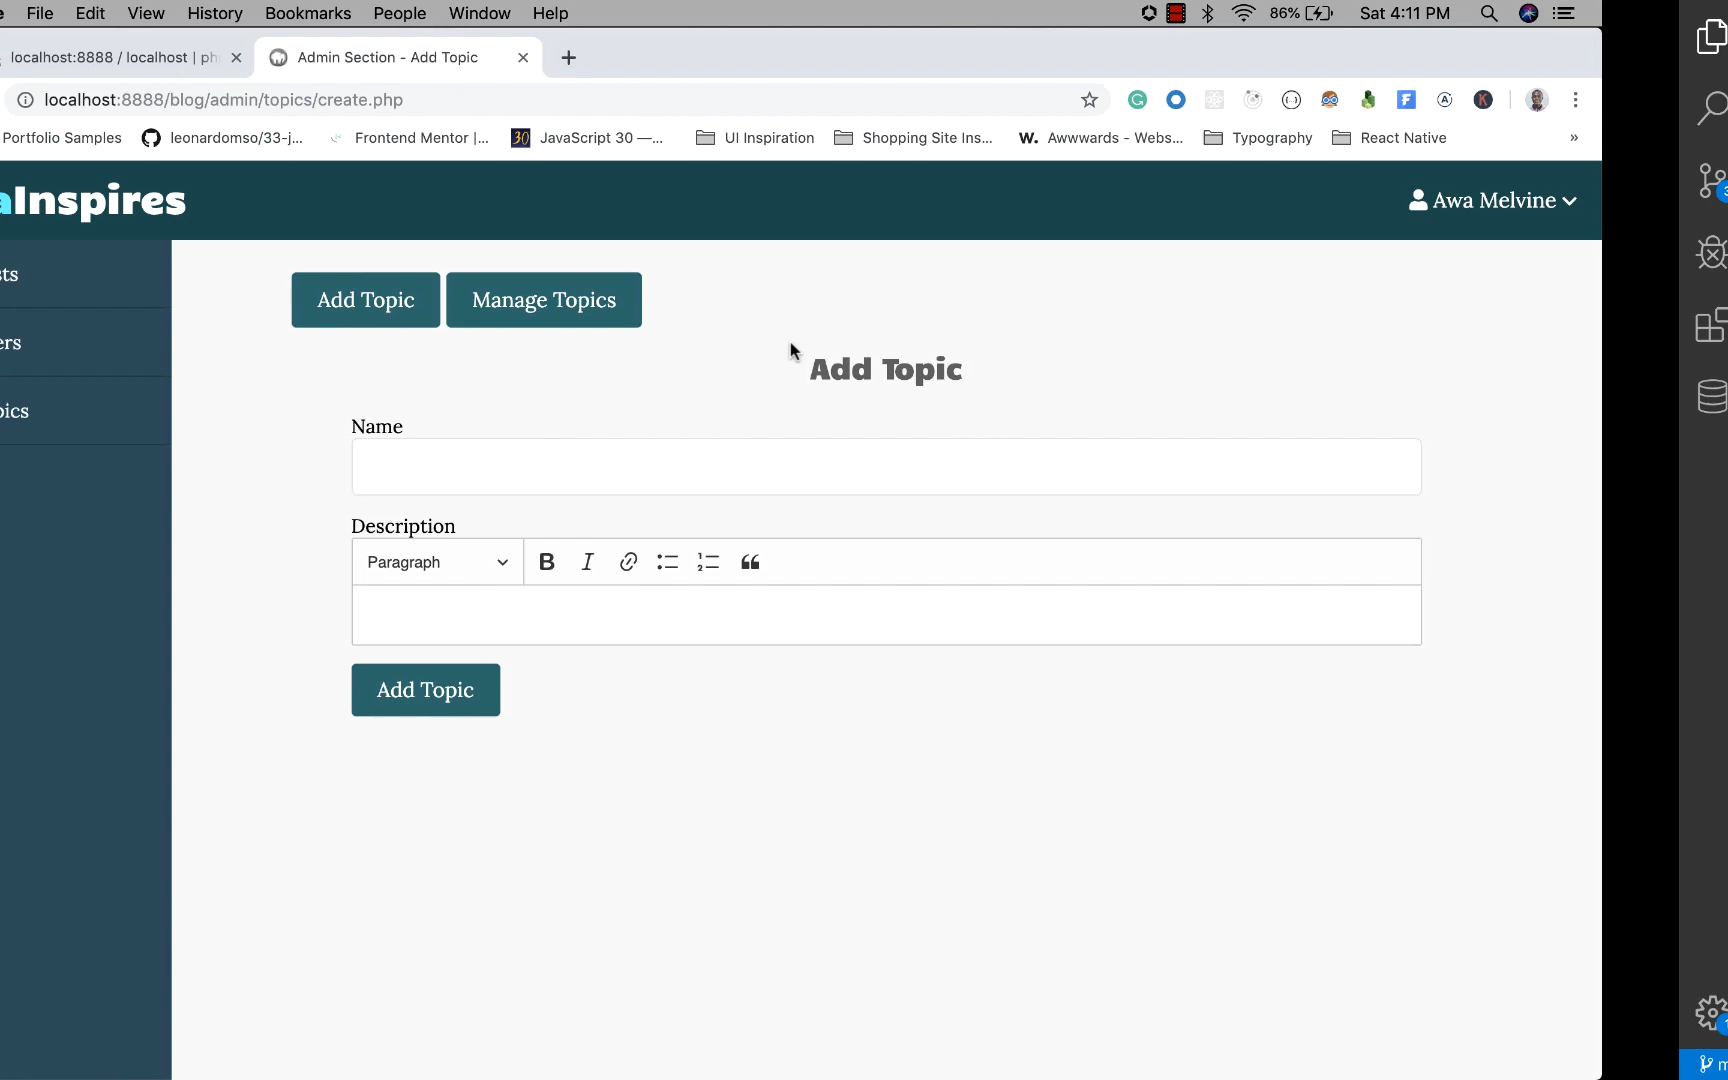 File Edit View History Bookmarks People Window Help 86% Sat 4:11 PM
localhost:8888 / localhost | ph Admin Section - Add Topic
localhost:8888/blog/admin/topics/create.php
Portfolio Samples leonardomso/33-j... Frontend Mentor |... 30 JavaScript 30 —... UI Inspiration Shopping Site Ins... W. Awwwards - Webs... Typography React Native »
aInspires Awa Melvine
sts
ers
pics
Add Topic Manage Topics
Add Topic
Name
Description
Paragraph B I
Add Topic